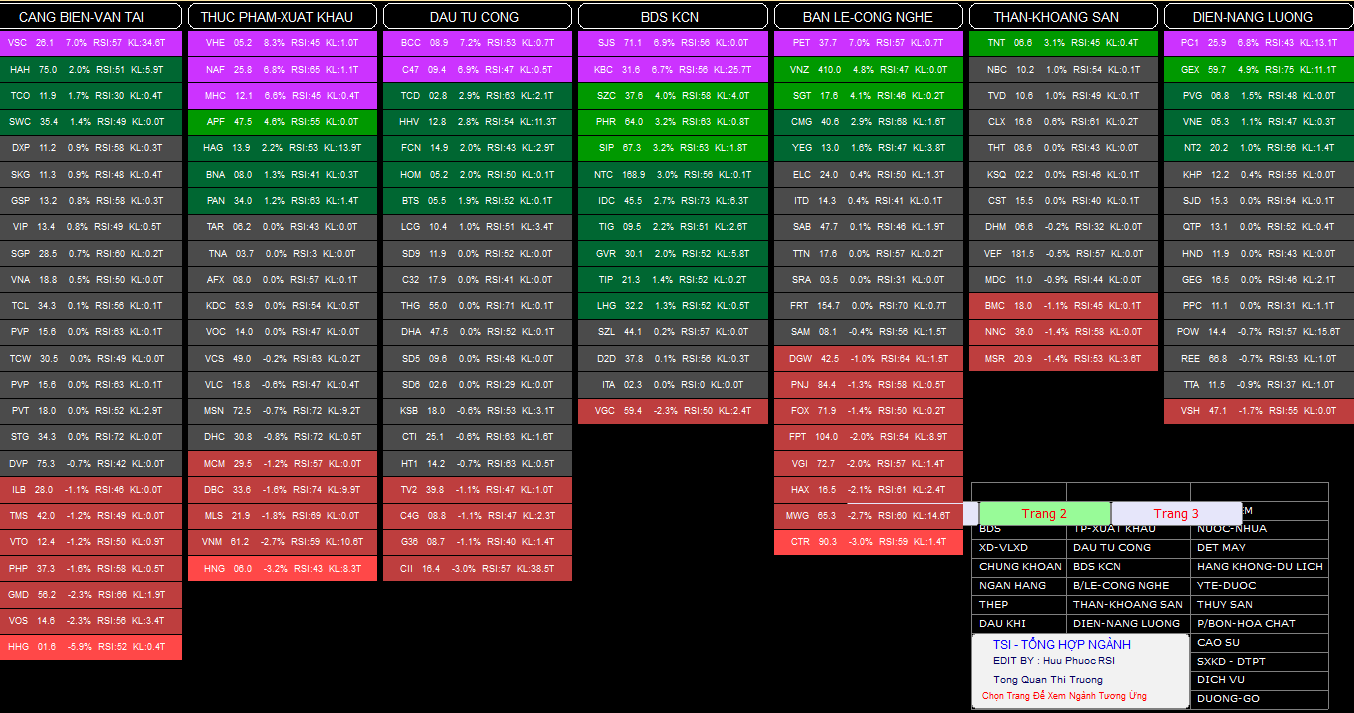 CANG BIEN-VAN TAI
VSC 26.1 7.0% RSI:57 KL:34.6T
HAH 75.0 2.0% RSI:51 KL:5.9T
TCO 11.9 1.7% RSI:30 KL:0.4T
SWC 35.4 1.4% RSI:49 KL:0.0T
DXP 11.2 0.9% RSI:58 KL:0.3T
SKG 11.3 0.9% RSI:48 KL:0.4T
GSP 13.2 0.8% RSI:58 KL:0.3T
VIP 13.4 0.8% RSI:49 KL:0.5T
SGP 28.5 0.7% RSI:60 KL:0.2T
VNA 18.8 0.5% RSI:50 KL:0.0T
TCL 34.3 0.1% RSI:56 KL:0.1T
PVP 15.6 0.0% RSI:63 KL:0.1T
TCW 30.5 0.0% RSI:49 KL:0.0T
PVP 15.6 0.0% RSI:63 KL:0.1T
PVT 18.0 0.0% RSI:52 KL:2.9T
STG 34.3 0.0% RSI:72 KL:0.0T
DVP 75.3 -0.7% RSI:42 KL:0.0T
ILB 28.0 -1.1% RSI:46 KL:0.0T
TMS 42.0 -1.2% RSI:49 KL:0.0T
VTO 12.4 -1.2% RSI:50 KL:0.9T
PHP 37.3 -1.6% RSI:58 KL:0.5T
GMD 56.2 -2.3% RSI:66 KL:1.9T
VOS 14.6 -2.3% RSI:56 KL:3.4T
HHG 01.6 -5.9% RSI:52 KL:0.4T
THUC PHAM-XUAT KHAU
VHE 05.2 8.3% RSI:45 KL:1.0T
NAF 25.8 6.8% RSI:65 KL:1.1T
MHC 12.1 6.6% RSI:45 KL:0.4T
APF 47.5 4.6% RSI:55 KL:0.0T
HAG 13.9 2.2% RSI:53 KL:13.9T
BNA 08.0 1.3% RSI:41 KL:0.3T
PAN 34.0 1.2% RSI:63 KL:1.4T
TAR 06.2 0.0% RSI:43 KL:0.0T
TNA 03.7 0.0% RSI:3 KL:0.0T
AFX 08.0 0.0% RSI:57 KL:0.1T
KDC 53.9 0.0% RSI:54 KL:0.5T
VOC 14.0 0.0% RSI:47 KL:0.0T
VCS 49.0 -0.2% RSI:63 KL:0.2T
VLC 15.8 -0.6% RSI:47 KL:0.4T
MSN 72.5 -0.7% RSI:72 KL:9.2T
DHC 30.8 -0.8% RSI:72 KL:0.5T
MCM 29.5 -1.2% RSI:57 KL:0.0T
DBC 33.6 -1.6% RSI:74 KL:9.9T
MLS 21.9 -1.8% RSI:69 KL:0.0T
VNM 61.2 -2.7% RSI:59 KL:10.6T
HNG 06.0 -3.2% RSI:43 KL:8.3T
DAU TU CONG
BCC 08.9 7.2% RSI:53 KL:0.7T
C47 09.4 6.9% RSI:47 KL:0.5T
TCD 02.8 2.9% RSI:63 KL:2.1T
HHV 12.8 2.8% RSI:54 KL:11.3T
FCN 14.9 2.0% RSI:43 KL:2.9T
HOM 05.2 2.0% RSI:50 KL:0.1T
BTS 05.5 1.9% RSI:52 KL:0.1T
LCG 10.4 1.0% RSI:51 KL:3.4T
SD9 11.9 0.0% RSI:52 KL:0.0T
C32 17.9 0.0% RSI:41 KL:0.0T
THG 55.0 0.0% RSI:71 KL:0.1T
DHA 47.5 0.0% RSI:52 KL:0.1T
SD5 09.6 0.0% RSI:48 KL:0.0T
SD6 02.6 0.0% RSI:29 KL:0.0T
KSB 18.0 -0.6% RSI:53 KL:3.1T
CTI 25.1 -0.6% RSI:63 KL:1.6T
HT1 14.2 -0.7% RSI:63 KL:0.5T
TV2 39.8 -1.1% RSI:47 KL:1.0T
C4G 08.8 -1.1% RSI:47 KL:2.3T
G36 08.7 -1.1% RSI:40 KL:1.4T
CII 16.4 -3.0% RSI:57 KL:38.5T
BDS KCN
SJS 71.1 6.9% RSI:56 KL:0.0T
KBC 31.6 6.7% RSI:56 KL:25.7T
SZC 37.6 4.0% RSI:58 KL:4.0T
PHR 64.0 3.2% RSI:63 KL:0.8T
SIP 67.3 3.2% RSI:53 KL:1.8T
NTC 168.9 3.0% RSI:56 KL:0.1T
IDC 45.5 2.7% RSI:73 KL:6.3T
TIG 09.5 2.2% RSI:51 KL:2.6T
GVR 30.1 2.0% RSI:52 KL:5.8T
TIP 21.3 1.4% RSI:52 KL:0.2T
LHG 32.2 1.3% RSI:52 KL:0.5T
SZL 44.1 0.2% RSI:57 KL:0.0T
D2D 37.8 0.1% RSI:56 KL:0.3T
ITA 02.3 0.0% RSI:0 KL:0.0T
VGC 59.4 -2.3% RSI:50 KL:2.4T
BAN LE-CONG NGHE
PET 37.7 7.0% RSI:57 KL:0.7T
VNZ 410.0 4.8% RSI:47 KL:0.0T
SGT 17.6 4.1% RSI:46 KL:0.2T
CMG 40.6 2.9% RSI:68 KL:1.6T
YEG 13.0 1.6% RSI:47 KL:3.8T
ELC 24.0 0.4% RSI:50 KL:1.3T
ITD 14.3 0.4% RSI:41 KL:0.1T
SAB 47.7 0.1% RSI:46 KL:1.9T
TTN 17.6 0.0% RSI:57 KL:0.0T
SRA 03.5 0.0% RSI:31 KL:0.0T
FRT 154.7 0.0% RSI:70 KL:0.7T
SAM 08.1 -0.4% RSI:56 KL:1.5T
DGW 42.5 -1.0% RSI:64 KL:1.5T
PNJ 84.4 -1.3% RSI:58 KL:0.5T
FOX 71.9 -1.4% RSI:50 KL:0.2T
FPT 104.0 -2.0% RSI:54 KL:8.9T
VGI 72.7 -2.0% RSI:57 KL:1.4T
HAX 16.5 -2.1% RSI:61 KL:2.4T
MWG 65.3 -2.7% RSI:60 KL:14.6T
CTR 90.3 -3.0% RSI:59 KL:1.4T
THAN-KHOANG SAN
TNT 06.6 3.1% RSI:45 KL:0.4T
NBC 10.2 1.0% RSI:54 KL:0.1T
TVD 10.6 1.0% RSI:49 KL:0.1T
CLX 16.6 0.6% RSI:61 KL:0.2T
THT 08.6 0.0% RSI:43 KL:0.0T
KSQ 02.2 0.0% RSI:46 KL:0.1T
CST 15.5 0.0% RSI:40 KL:0.1T
DHM 06.6 -0.2% RSI:32 KL:0.0T
VEF 181.5 -0.5% RSI:57 KL:0.0T
MDC 11.0 -0.9% RSI:44 KL:0.0T
BMC 18.0 -1.1% RSI:45 KL:0.1T
NNC 36.0 -1.4% RSI:58 KL:0.0T
MSR 20.9 -1.4% RSI:53 KL:3.6T
DIEN-NANG LUONG
PC1 25.9 6.8% RSI:43 KL:13.1T
GEX 59.7 4.9% RSI:75 KL:11.1T
PVG 06.8 1.5% RSI:48 KL:0.0T
VNE 05.3 1.1% RSI:47 KL:0.3T
NT2 20.2 1.0% RSI:56 KL:1.4T
KHP 12.2 0.4% RSI:55 KL:0.0T
SJD 15.3 0.0% RSI:64 KL:0.1T
QTP 13.1 0.0% RSI:52 KL:0.4T
HND 11.9 0.0% RSI:43 KL:0.0T
GEG 16.5 0.0% RSI:46 KL:2.1T
PPC 11.1 0.0% RSI:31 KL:1.1T
POW 14.4 -0.7% RSI:57 KL:15.6T
REE 66.8 -0.7% RSI:53 KL:1.0T
TTA 11.5 -0.9% RSI:37 KL:1.0T
VSH 47.1 -1.7% RSI:55 KL:0.0T
Trang 2 Trang 3 EM
BDS TP-XUAT KHAU NUOC-NHUA
XD-VLXD DAU TU CONG DET MAY
CHUNG KHOAN BDS KCN HANG KHONG-DU LICH
NGAN HANG B/LE-CONG NGHE YTE-DUOC
THEP THAN-KHOANG SAN THUY SAN
DAU KHI DIEN-NANG LUONG P/BON-HOA CHAT
CAO SU
SXKD - DTPT
DICH VU
DUONG-GO
TSI - TỔNG HỢP NGÀNH
EDIT BY : Huu Phuoc RSI
Tong Quan Thi Truong
Chọn Trang Để Xem Ngành Tương Ứng